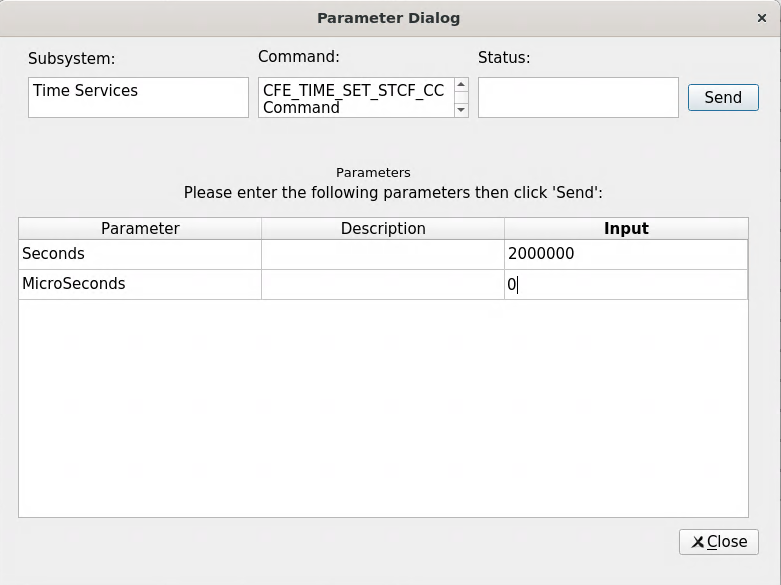 Parameter Dialog
Subsystem:
Command:
Status:
Time Services
CFE_TIME_SET_STCF_CC
Command
Send
Parameters
Please enter the following parameters then click 'Send':
Parameter Description Input
Seconds 2000000
MicroSeconds 0
Close